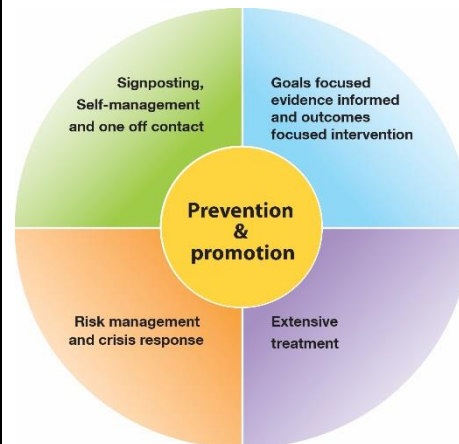 Signposting,
Self-management
and one off contact
Goals focused
evidence informed
and outcomes
focused intervention
Prevention
&
promotion
Risk management
and crisis response
Extensive
treatment